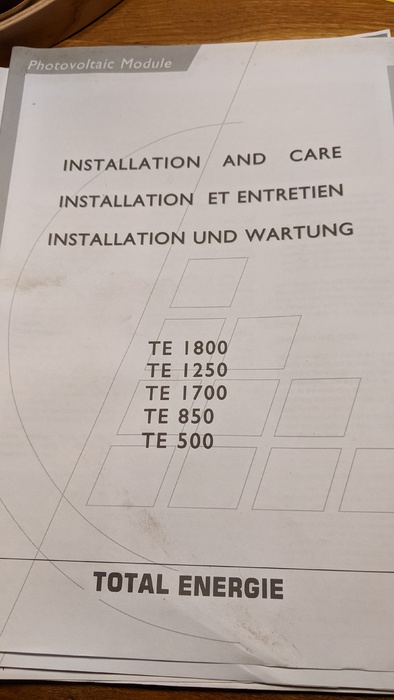 Photovoltaic Module
INSTALLATION AND CARE
INSTALLATION ET ENTRETIEN
INSTALLATION UND WARTUNG
TE 1800
TE 1250
TE 1700
TE 850
TE 500
TOTAL ENERGIE